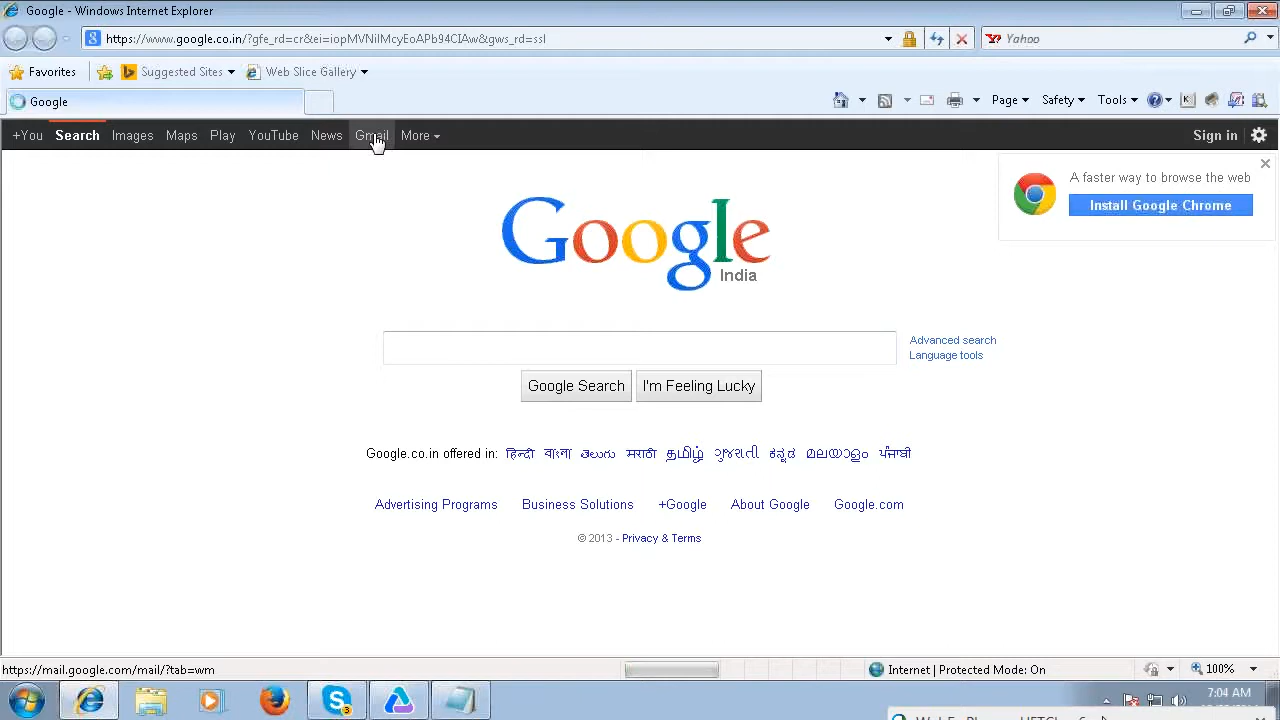 Google - Windows Internet Explorer
https://www.google.co.in/?gfe_rd=cr&ei=iopMVNiIMcyEoAPb94CIAw&gws_rd=ssl
Yahoo
Favorites Suggested Sites Web Slice Gallery
Google
Page Safety Tools
+You Search Images Maps Play YouTube News Gmail More Sign in
A faster way to browse the web
Install Google Chrome
Google
India
Advanced search
Language tools
Google Search I'm Feeling Lucky
Google.co.in offered in: हिन्दी বাংলা తెలుగు मराठी தமிழ் ગુજરાતી ಕನ್ನಡ മലയാളം ਪੰਜਾਬੀ
Advertising Programs Business Solutions +Google About Google Google.com
© 2013 - Privacy & Terms
https://mail.google.com/mail/?tab=wm
Internet | Protected Mode: On 100%
7:04 AM